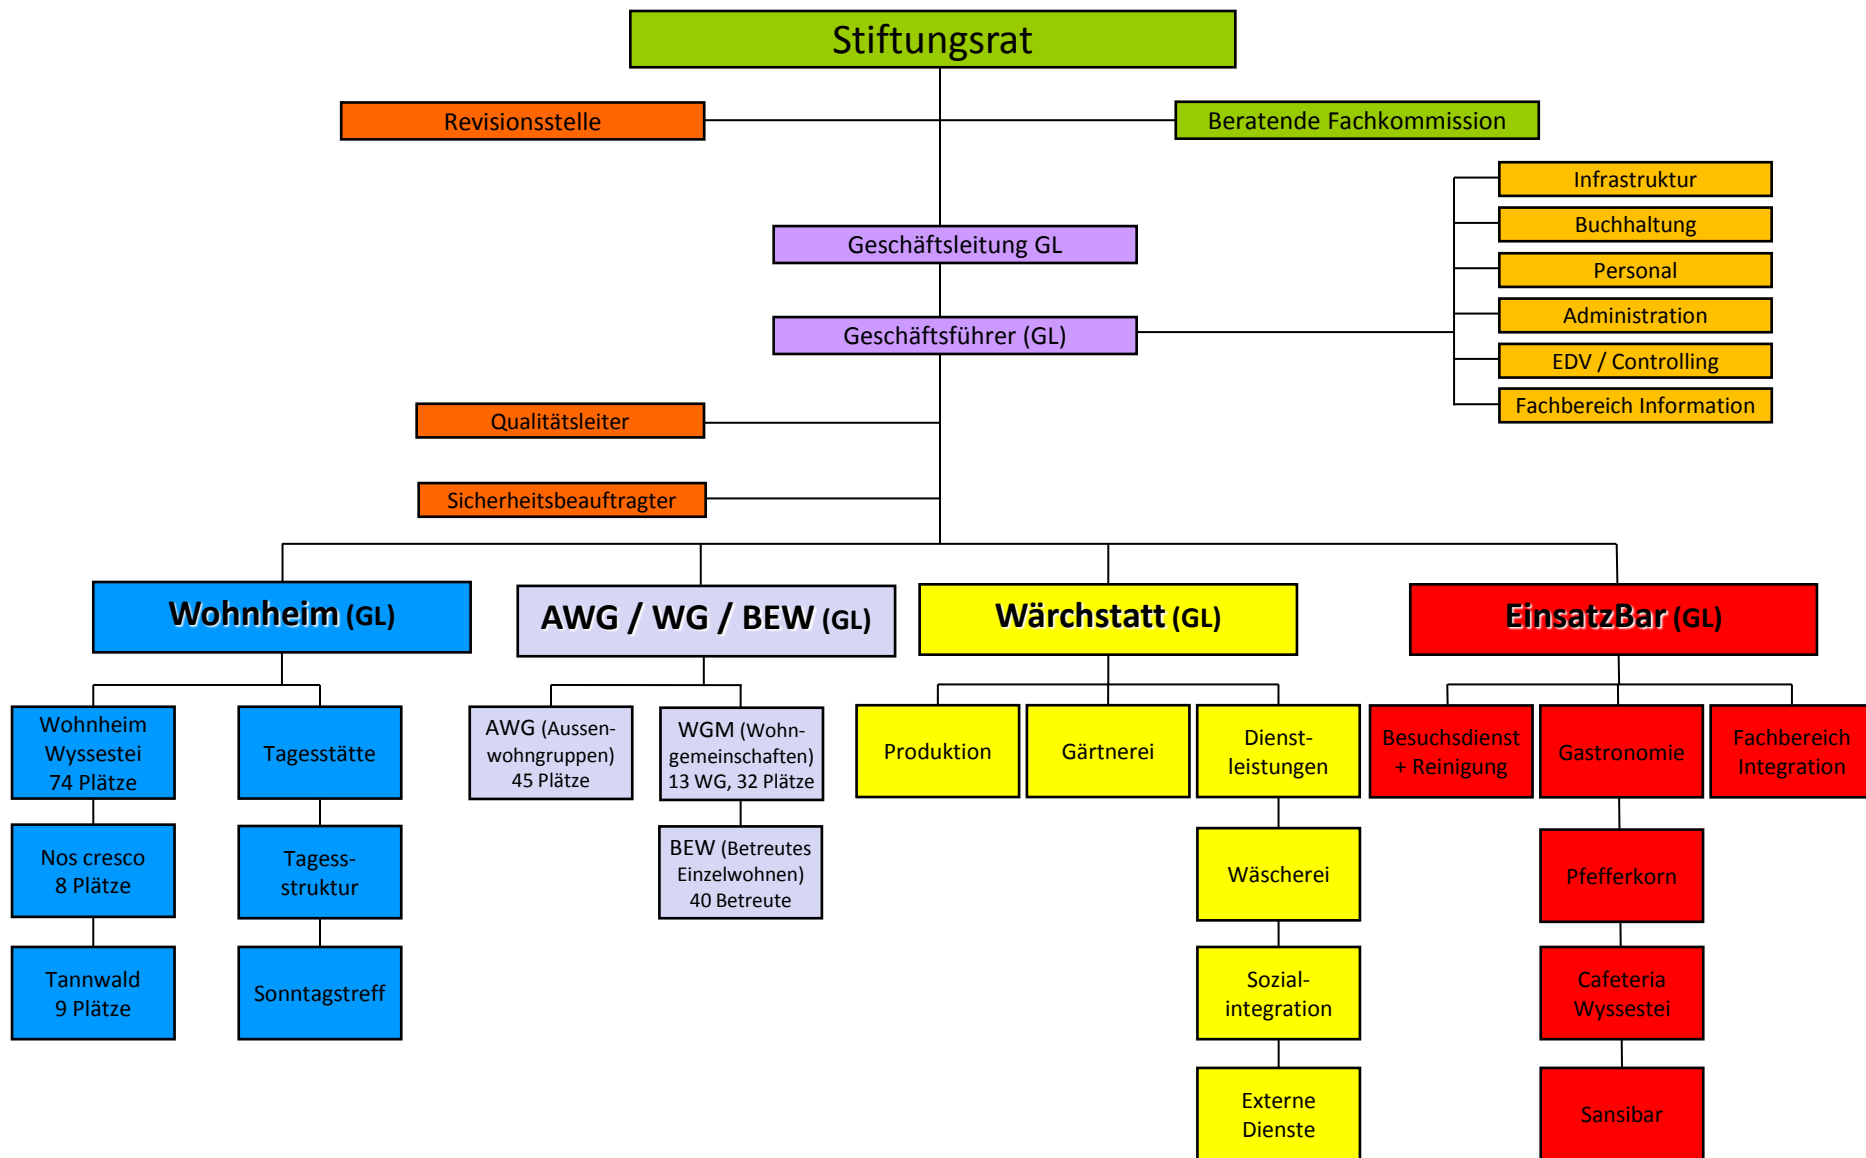 Stiftungsrat
Revisionsstelle
Beratende Fachkommission
Infrastruktur
Buchhaltung
Personal
Administration
EDV / Controlling
Fachbereich Information
Geschäftsleitung GL
Geschäftsführer (GL)
Qualitätsleiter
Sicherheitsbeauftragter
Wohnheim (GL)
AWG / WG / BEW (GL)
Wärchstatt (GL)
EinsatzBar (GL)
Wohnheim
Wyssestei
74 Plätze
Nos cresco
8 Plätze
Tannwald
9 Plätze
Tagesstätte
Tagess-
struktur
Sonntagstreff
AWG (Aussen-
wohngruppen)
45 Plätze
WGM (Wohn-
gemeinschaften)
13 WG, 32 Plätze
BEW (Betreutes
Einzelwohnen)
40 Betreute
Produktion
Gärtnerei
Dienst-
leistungen
Wäscherei
Sozial-
integration
Externe
Dienste
Besuchsdienst
+ Reinigung
Gastronomie
Pfefferkorn
Cafeteria
Wyssestei
Sansibar
Fachbereich
Integration